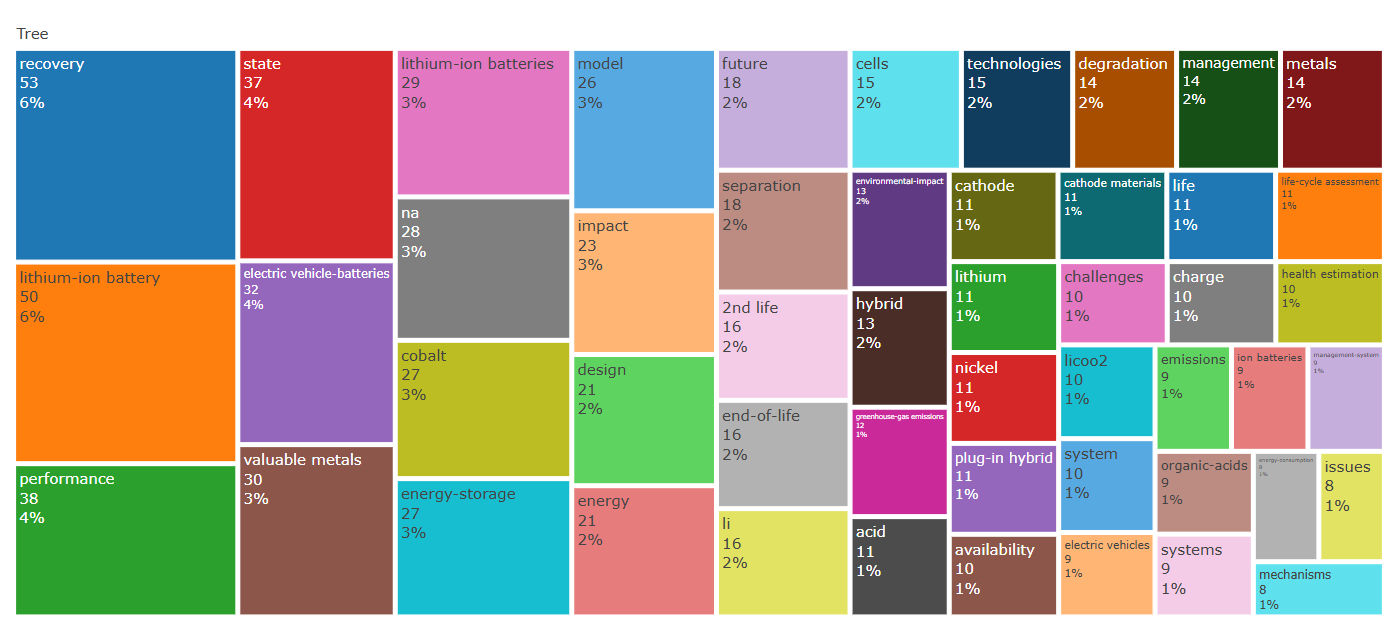 Tree
recovery
53
6%
lithium-ion battery
50
6%
performance
38
4%
state
37
4%
electric vehicle-batteries
32
4%
valuable metals
30
3%
lithium-ion batteries
29
3%
na
28
3%
cobalt
27
3%
energy-storage
27
3%
model
26
3%
impact
23
3%
design
21
2%
energy
21
2%
future
18
2%
separation
18
2%
2nd life
16
2%
end-of-life
16
2%
li
16
2%
cells
15
2%
technologies
15
2%
degradation
14
2%
management
14
2%
metals
14
2%
environmental-impact
13
2%
hybrid
13
2%
greenhouse-gas emissions
12
1%
acid
11
1%
cathode
11
1%
lithium
11
1%
nickel
11
1%
plug-in hybrid
11
1%
availability
10
1%
cathode materials
11
1%
life
11
1%
life-cycle assessment
11
1%
challenges
10
1%
charge
10
1%
health estimation
10
1%
licoo2
10
1%
system
10
1%
electric vehicles
9
1%
emissions
9
1%
ion batteries
9
1%
management-system
9
1%
organic-acids
9
1%
systems
9
1%
energy-consumption
8
1%
issues
8
1%
mechanisms
8
1%